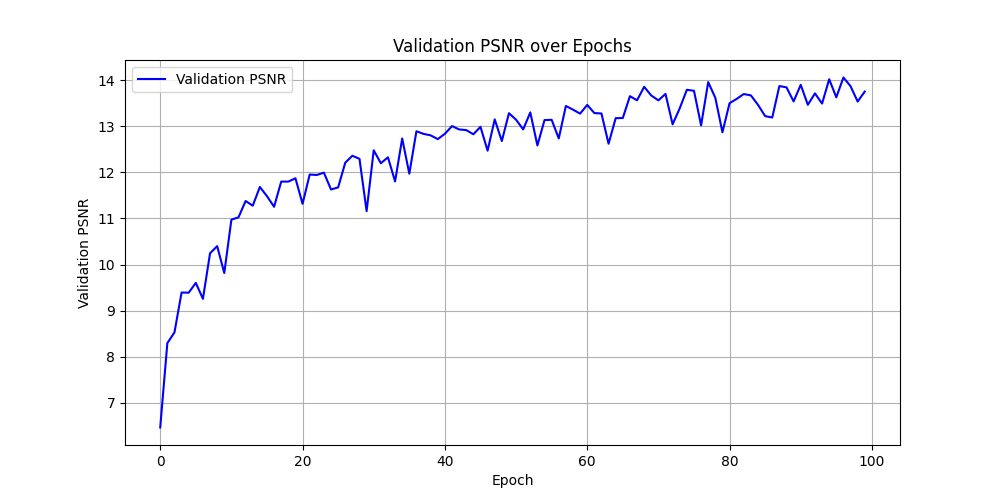 Validation PSNR over Epochs
Validation PSNR
14
13
12
11
10
9
8
7
Validation PSNR
0 20 40 60 80 100
Epoch